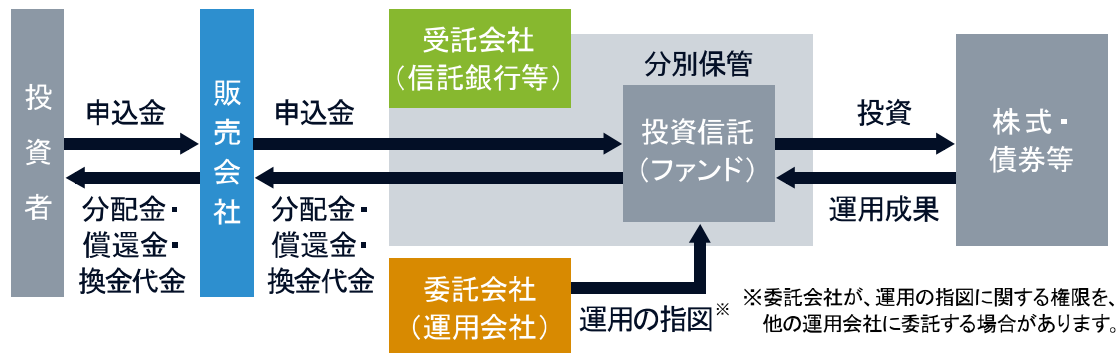 投資者
申込金
分配金・
償還金・
換金代金
販売会社
申込金
分配金・
償還金・
換金代金
受託会社
（信託銀行等）
分別保管
投資信託
（ファンド）
委託会社
（運用会社）
運用の指図※
投資
運用成果
株式・
債券等
※委託会社が、運用の指図に関する権限を、
他の運用会社に委託する場合があります。